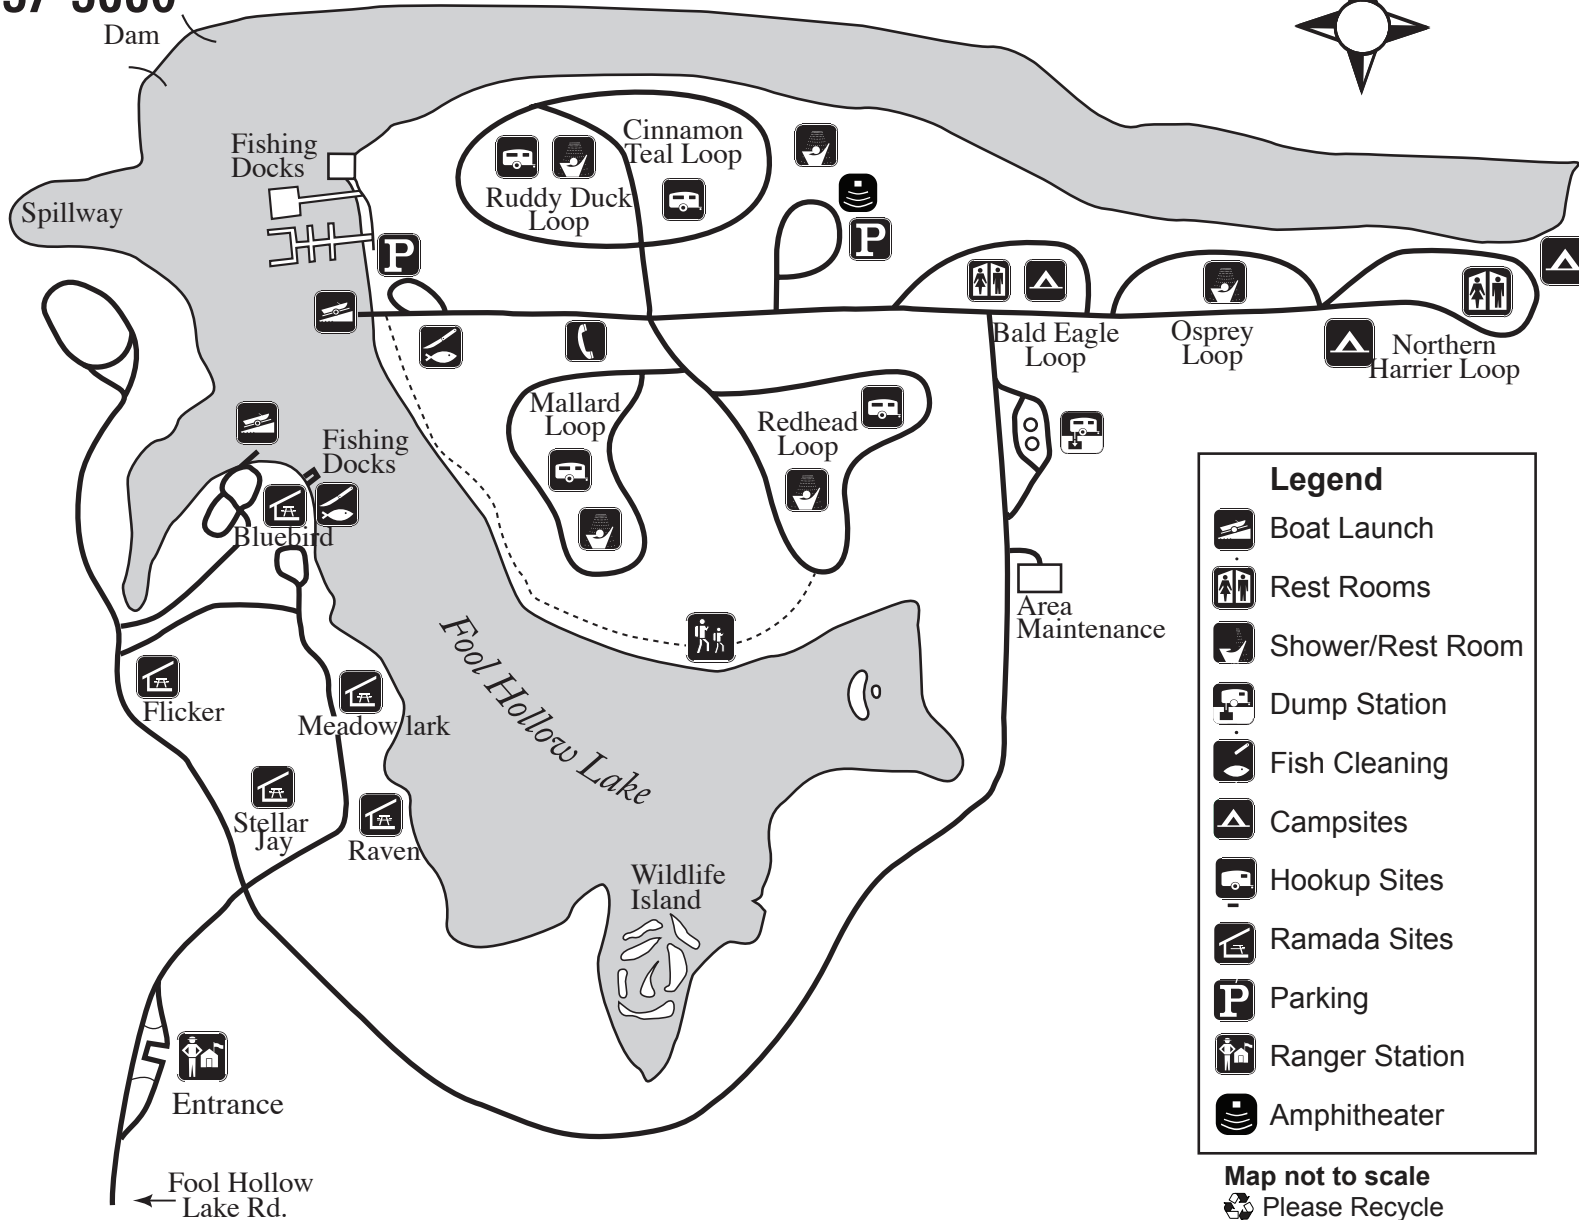 Dam
Fishing
Docks
Spillway
Cinnamon
Teal Loop
Ruddy Duck
Loop
P
P
Bald Eagle
Loop
Osprey
Loop
Northern
Harrier Loop
Mallard
Loop
Redhead
Loop
Fishing
Docks
Bluebird
Area
Maintenance
Fool Hollow Lake
Flicker
Meadow lark
Stellar
Jay
Raven
Wildlife
Island
Entrance
Fool Hollow
Lake Rd.
Legend
Boat Launch
Rest Rooms
Shower/Rest Room
Dump Station
Fish Cleaning
Campsites
Hookup Sites
Ramada Sites
P Parking
Ranger Station
Amphitheater
Map not to scale
Please Recycle